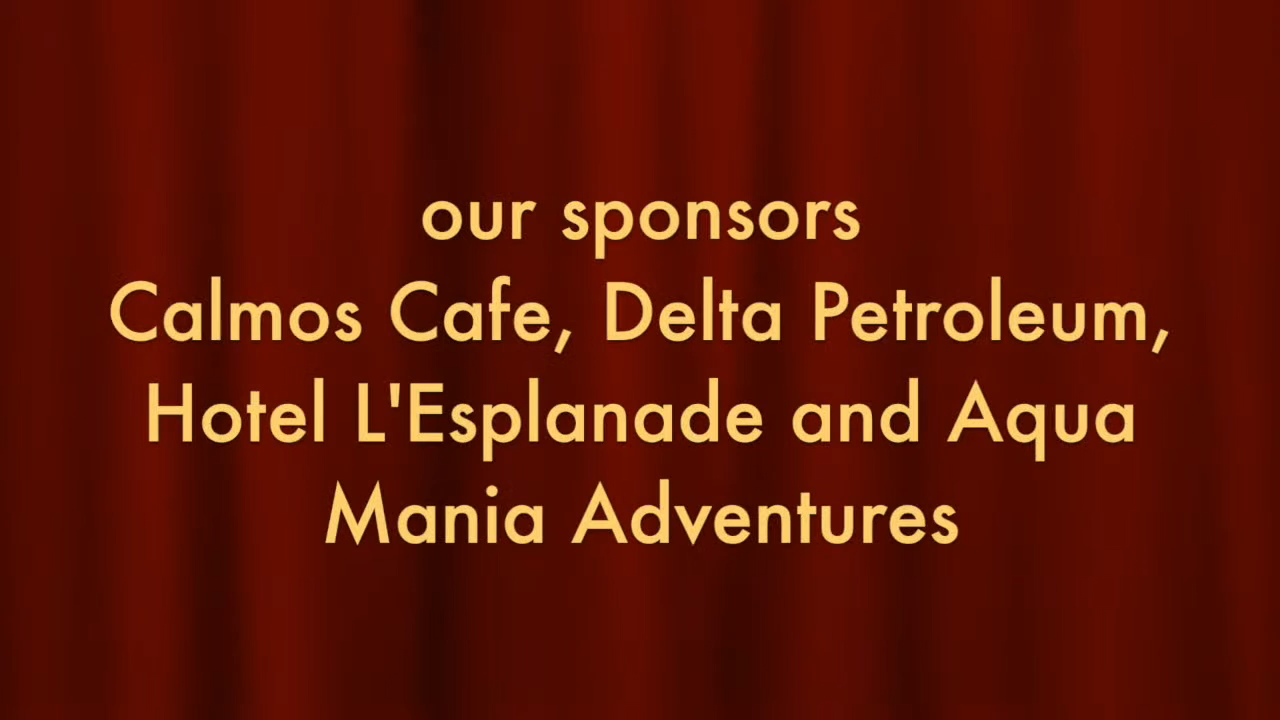 our sponsors
Calmos Cafe, Delta Petroleum,
Hotel L'Esplanade and Aqua
Mania Adventures